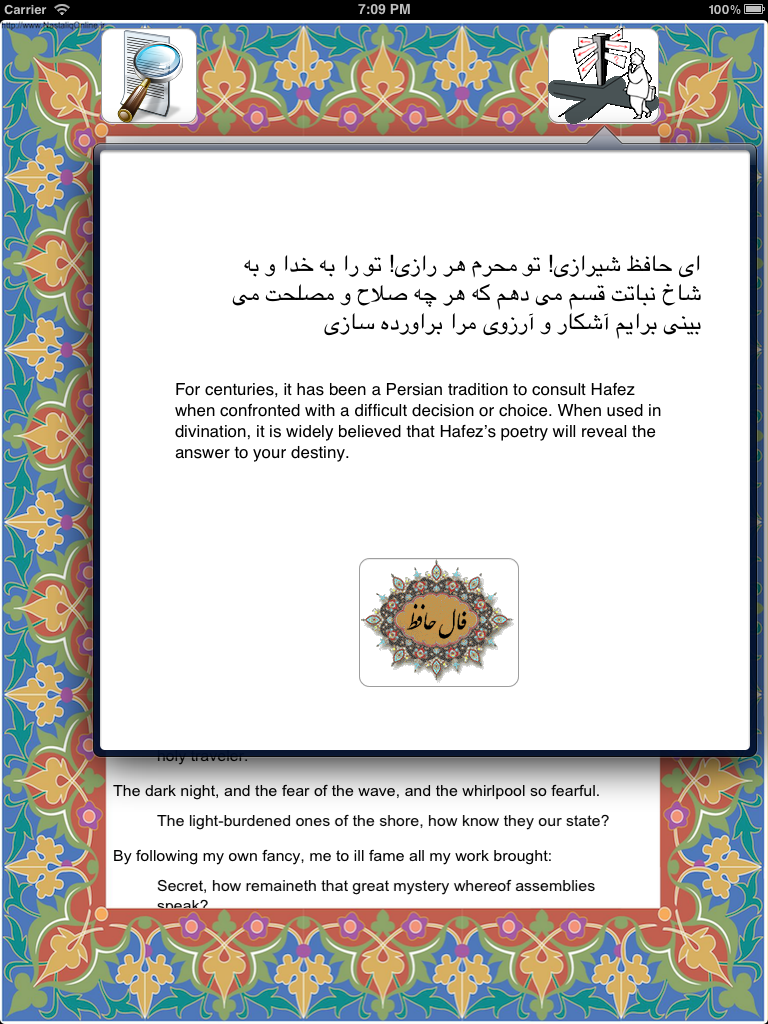 Carrier 7:09 PM 100%
http://www.NastaliqOnline.ir
ای حافظ شیرازی! تو محرم هر رازی! تو را به خدا و به
شاخ نباتت قسم می دهم که هر چه صلاح و مصلحت می
بینی برایم آشکار و آرزوی مرا براورده سازی
For centuries, it has been a Persian tradition to consult Hafez
when confronted with a difficult decision or choice. When used in
divination, it is widely believed that Hafez’s poetry will reveal the
answer to your destiny.
فال حافظ
holy traveler.
The dark night, and the fear of the wave, and the whirlpool so fearful.
The light-burdened ones of the shore, how know they our state?
By following my own fancy, me to ill fame all my work brought:
Secret, how remaineth that great mystery whereof assemblies
speak?